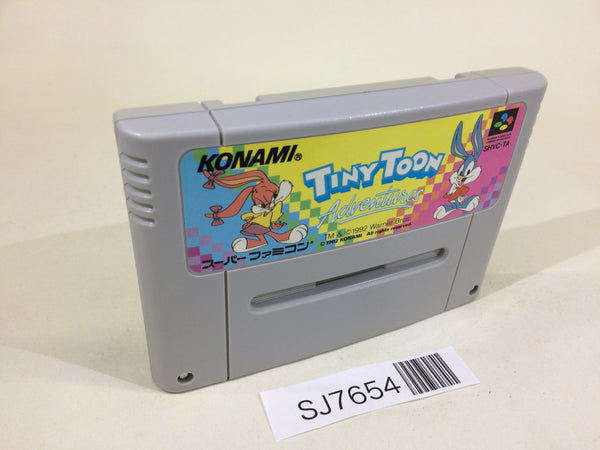 KONAMI®
TINY TOON
Adventures
SHVC-TA
TM & ©1992 Warner Bros.
©1992 KONAMI All rights reserved.
スーパーファミコン
SJ7654